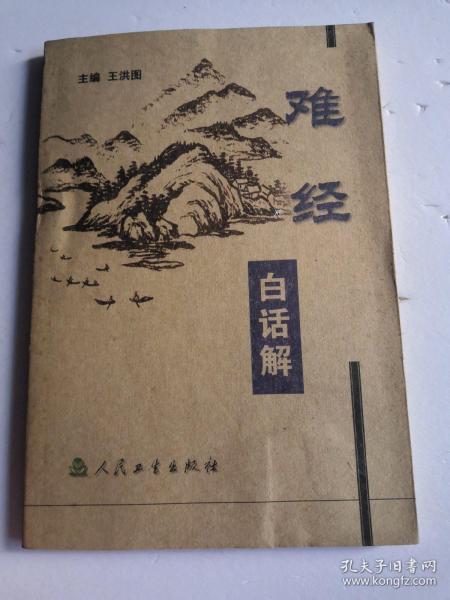 主编 王洪图
难经
白话解
人民卫生出版社
孔夫子旧书网
www.kongfz.com